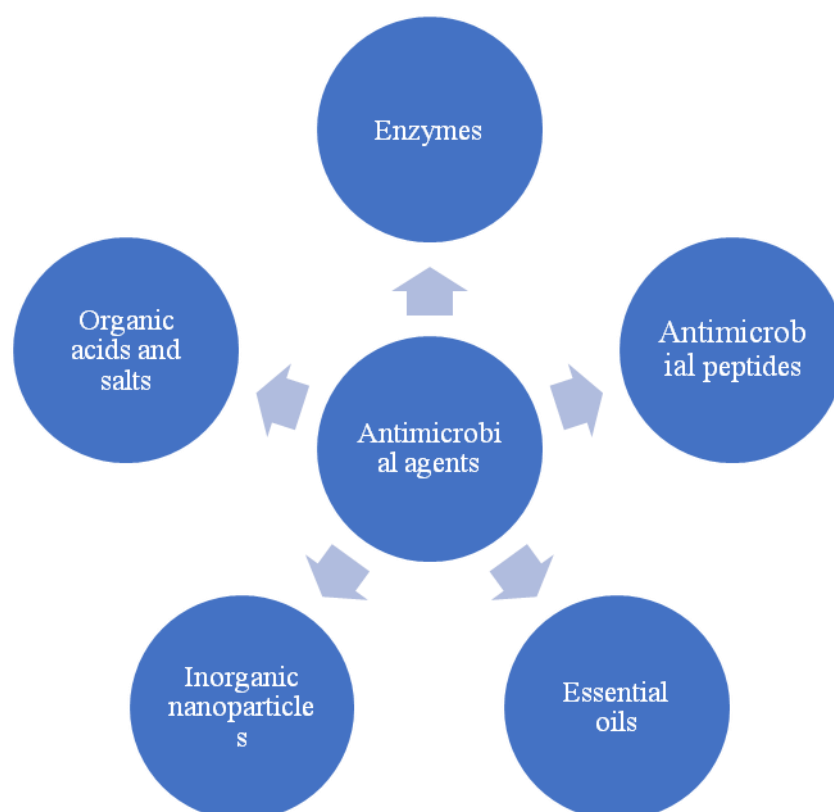 Enzymes
Organic
acids and
salts
Antimicrob
ial peptides
Antimicrobi
al agents
Inorganic
nanoparticle
s
Essential
oils